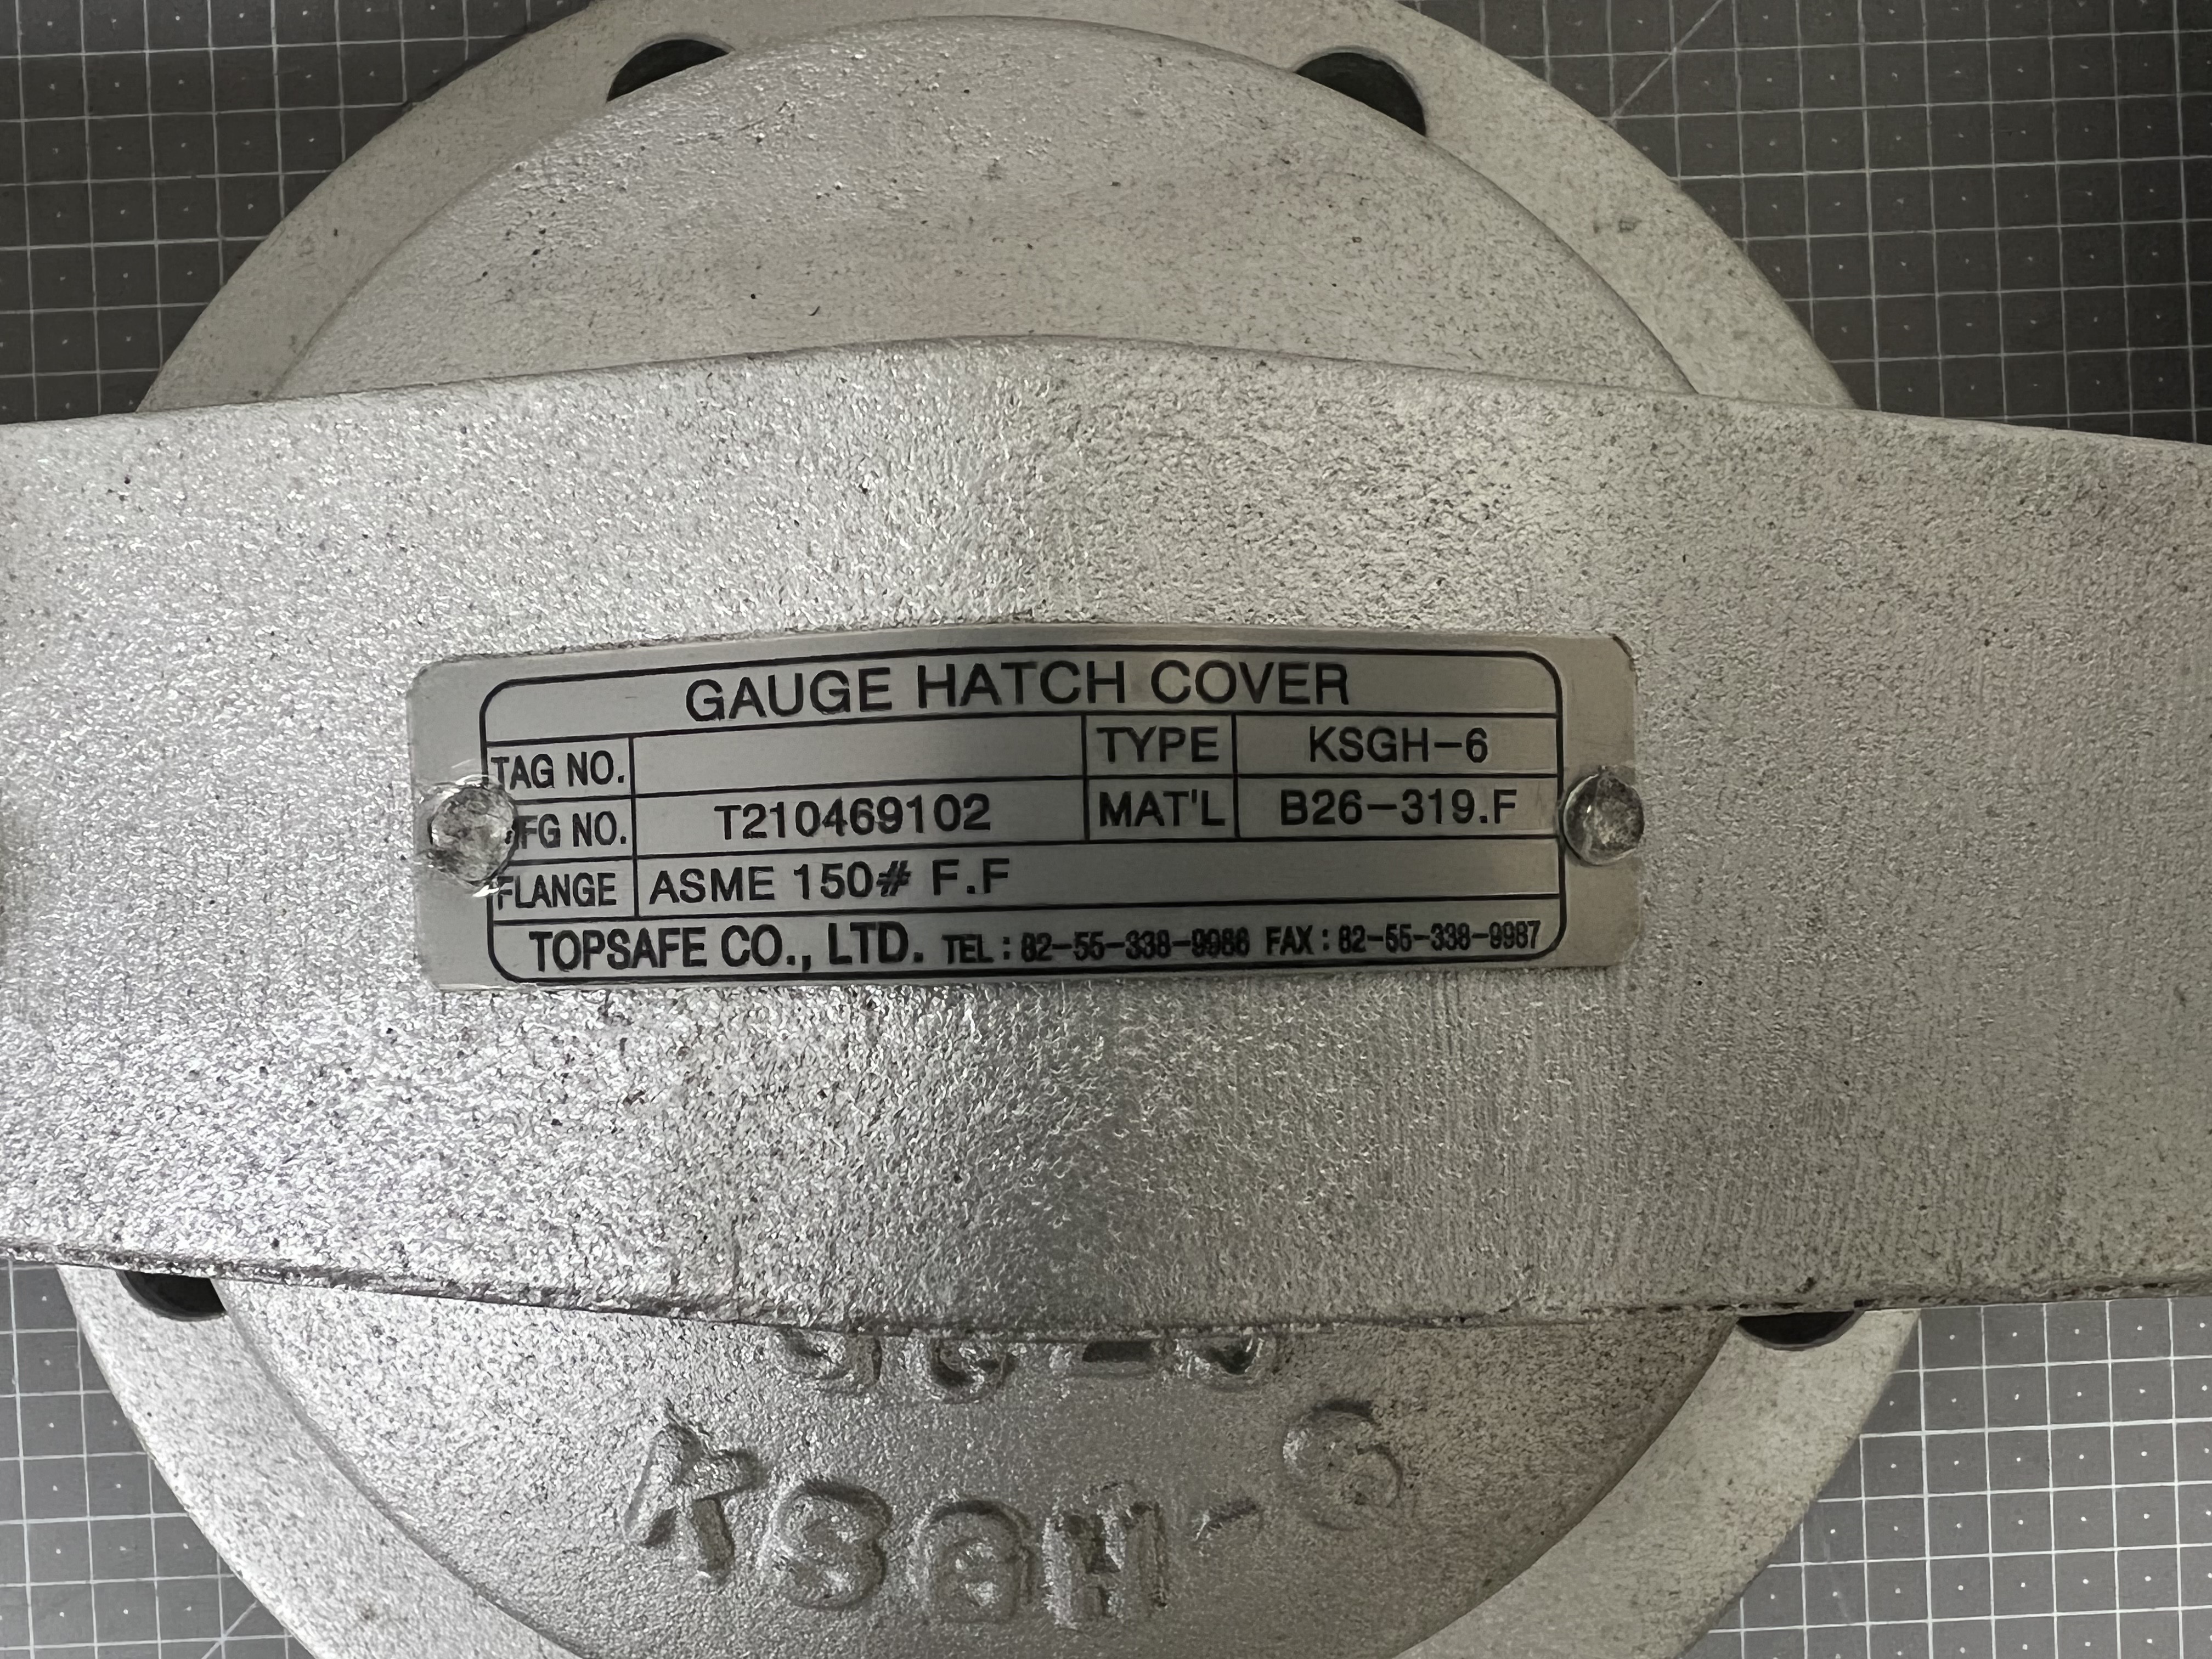 GAUGE HATCH COVER
TAG NO. TYPE KSGH-6
FG NO. T210469102 MAT'L B26-319.F
FLANGE ASME 150# F.F
TOPSAFE CO., LTD. TEL : 82-55-338-9986 FAX : 82-55-338-9987
KSGH-6